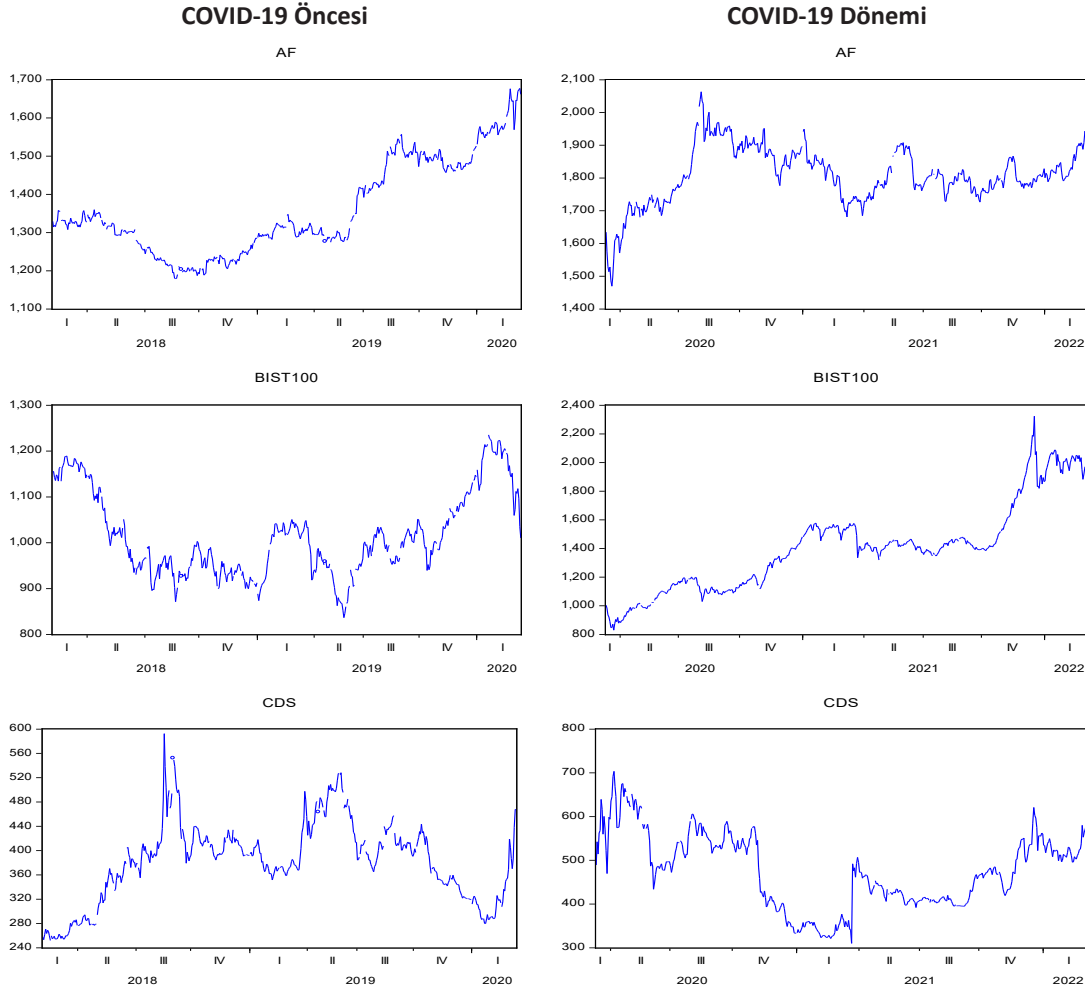 COVID-19 Öncesi COVID-19 Dönemi
AF AF
1,700
1,600
1,500
1,400
1,300
1,200
1,100
I II III IV I II III IV I
2018 2019 2020
2,100
2,000
1,900
1,800
1,700
1,600
1,500
1,400
I II III IV I II III IV I
2020 2021 2022
BIST100 BIST100
1,300
1,200
1,100
1,000
900
800
I II III IV I II III IV I
2018 2019 2020
2,400
2,200
2,000
1,800
1,600
1,400
1,200
1,000
800
I II III IV I II III IV I
2020 2021 2022
CDS CDS
600
560
520
480
440
400
360
320
280
240
I II III IV I II III IV I
2018 2019 2020
800
700
600
500
400
300
I II III IV I II III IV I
2020 2021 2022